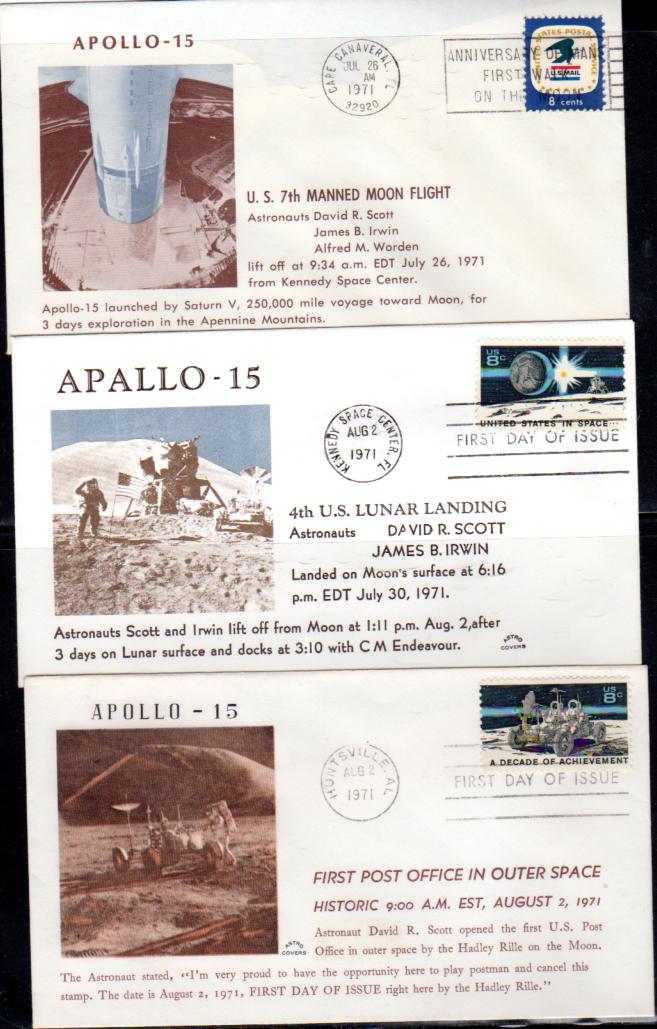 APOLLO-15
CAPE CANAVERAL, FL
JUL 26
AM
1971
32920
ANNIVERSARY OF MANS
FIRST WALK
ON THE MOON
UNITED STATES POSTAL SERVICE
U.S. MAIL
8 cents
U. S. 7th MANNED MOON FLIGHT
Astronauts David R. Scott
James B. Irwin
Alfred M. Worden
lift off at 9:34 a.m. EDT July 26, 1971
from Kennedy Space Center.
Apollo-15 launched by Saturn V, 250,000 mile voyage toward Moon, for
3 days exploration in the Apennine Mountains.
APALLO-15
KENNEDY SPACE CENTER, FL
AUG 2
1971
US
8c
UNITED STATES IN SPACE...
FIRST DAY OF ISSUE
4th U.S. LUNAR LANDING
Astronauts DAVID R. SCOTT
JAMES B. IRWIN
Landed on Moon's surface at 6:16
p.m. EDT July 30, 1971.
Astronauts Scott and Irwin lift off from Moon at 1:11 p.m. Aug. 2,after
3 days on Lunar surface and docks at 3:10 with CM Endeavour.
ASTRO
COVERS
APOLLO - 15
HUNTSVILLE, AL
AUG 2
1971
US
8c
A DECADE OF ACHIEVEMENT
FIRST DAY OF ISSUE
FIRST POST OFFICE IN OUTER SPACE
HISTORIC 9:00 A.M. EST, AUGUST 2, 1971
Astronaut David R. Scott opened the first U.S. Post
Office in outer space by the Hadley Rille on the Moon.
ASTRO
COVERS
The Astronaut stated, “I'm very proud to have the opportunity here to play postman and cancel this
stamp. The date is August 2, 1971, FIRST DAY OF ISSUE right here by the Hadley Rille.”